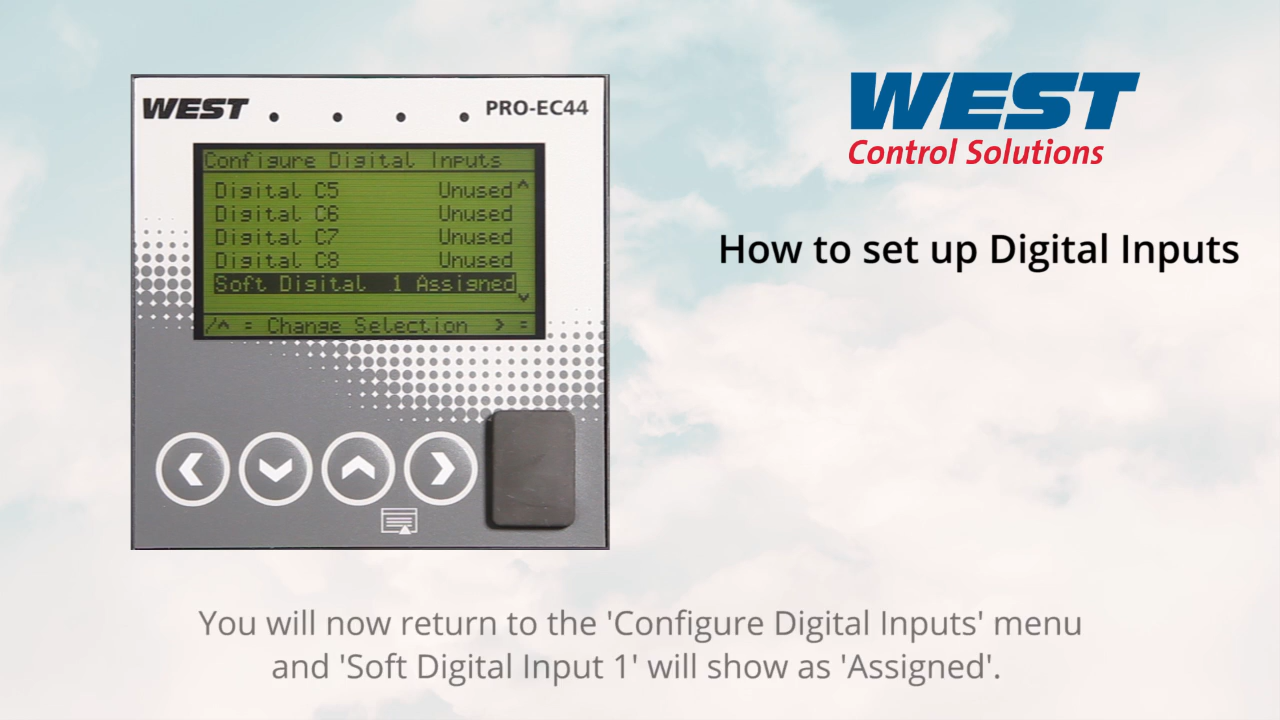 WEST
PRO-EC44
Configure Digital Inputs
Digital C5 Unused ^
Digital C6 Unused
Digital C7 Unused
Digital C8 Unused
Soft Digital 1 Assigned
/^ = Change Selection > =
WEST
Control Solutions
How to set up Digital Inputs
You will now return to the 'Configure Digital Inputs' menu
and 'Soft Digital Input 1' will show as 'Assigned'.